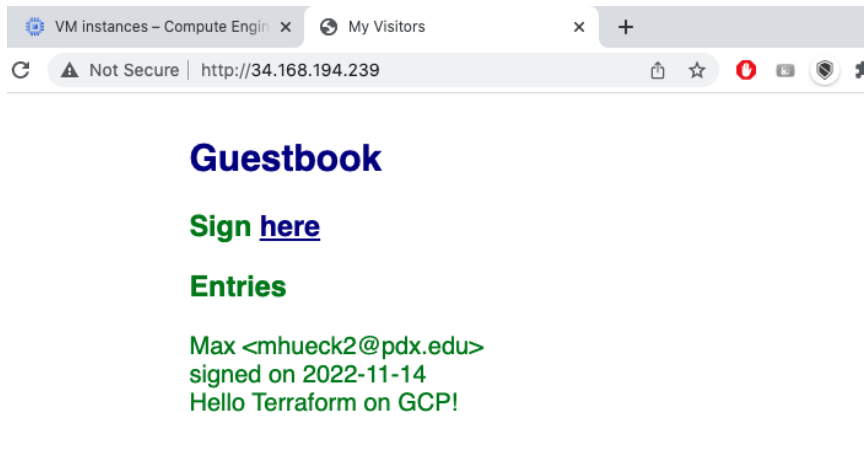 VM instances – Compute Engin
My Visitors
Not Secure
http://34.168.194.239
Guestbook
Sign here
Entries
Max <mhueck2@pdx.edu>
signed on 2022-11-14
Hello Terraform on GCP!